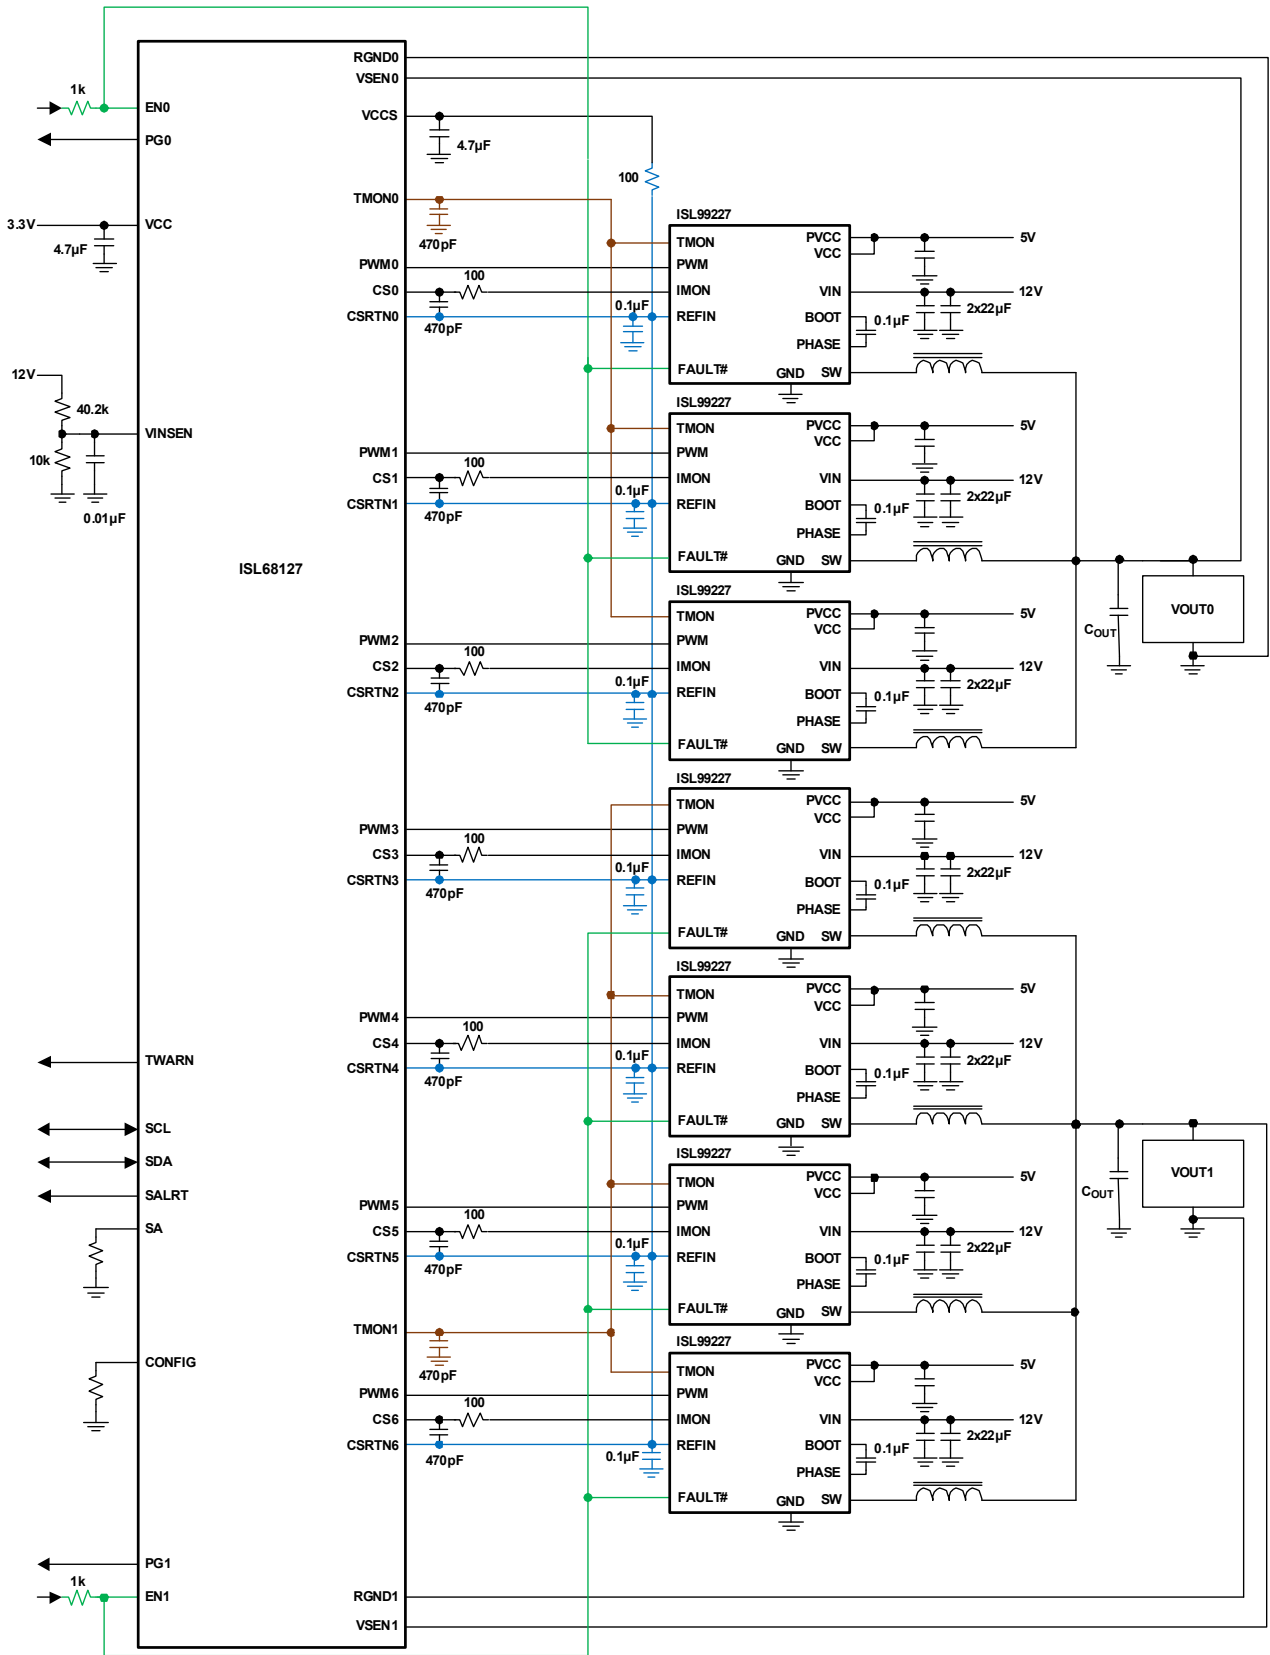 RGND0
VSEN0
1k
EN0
VCCS
PG0
4.7µF
100
TMON0
ISL99227
3.3V
VCC
4.7µF
470pF
TMON
PVCC
5V
VCC
PWM0
PWM
100
CS0
IMON
VIN
12V
0.1µF
2x22µF
CSRTN0
470pF
REFIN
BOOT
0.1µF
PHASE
12V
FAULT#
GND
SW
40.2k
ISL99227
VINSEN
TMON
PVCC
5V
VCC
10k
PWM1
PWM
100
CS1
IMON
VIN
12V
0.1µF
2x22µF
CSRTN1
470pF
REFIN
BOOT
0.1µF
0.01µF
PHASE
FAULT#
GND
SW
ISL68127
ISL99227
VOUT0
TMON
PVCC
5V
VCC
COUT
PWM2
PWM
100
CS2
IMON
VIN
12V
0.1µF
2x22µF
CSRTN2
470pF
REFIN
BOOT
0.1µF
PHASE
FAULT#
GND
SW
ISL99227
TMON
PVCC
5V
VCC
PWM3
PWM
100
CS3
IMON
VIN
12V
0.1µF
2x22µF
CSRTN3
470pF
REFIN
BOOT
0.1µF
PHASE
FAULT#
GND
SW
ISL99227
TMON
PVCC
5V
VCC
PWM4
PWM
100
CS4
IMON
VIN
12V
TWARN
0.1µF
2x22µF
CSRTN4
470pF
REFIN
BOOT
0.1µF
PHASE
SCL
FAULT#
GND
SW
ISL99227
SDA
VOUT1
TMON
PVCC
5V
VCC
COUT
SALRT
PWM5
PWM
100
SA
CS5
IMON
VIN
12V
0.1µF
2x22µF
CSRTN5
470pF
REFIN
BOOT
0.1µF
PHASE
FAULT#
GND
SW
TMON1
ISL99227
CONFIG
470pF
TMON
PVCC
5V
VCC
PWM6
PWM
100
CS6
IMON
VIN
12V
2x22µF
CSRTN6
0.1µF
470pF
REFIN
BOOT
0.1µF
PHASE
FAULT#
GND
SW
PG1
1k
EN1
RGND1
VSEN1